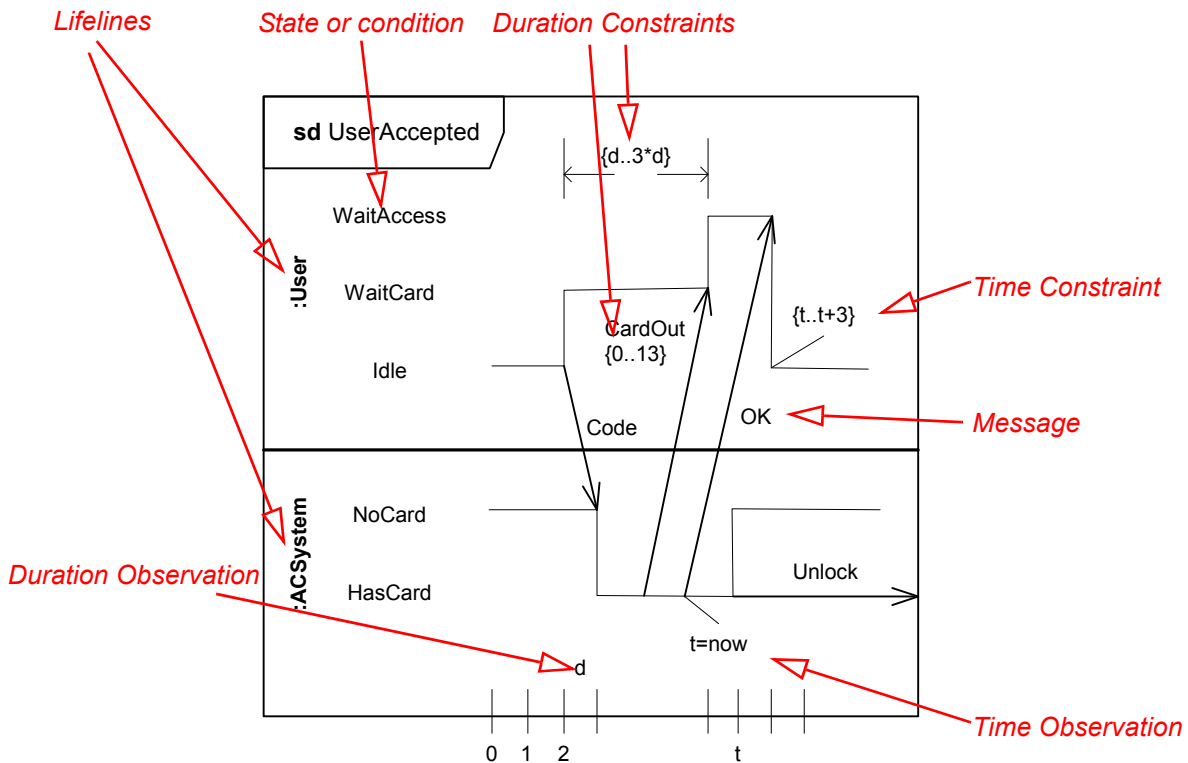 Lifelines
State or condition
Duration Constraints
sd UserAccepted
{d..3*d}
WaitAccess
:User
WaitCard
Time Constraint
{t..t+3}
CardOut
{0..13}
Idle
Code
OK
Message
:ACSystem
NoCard
Duration Observation
HasCard
Unlock
t=now
d
Time Observation
0 1 2 t